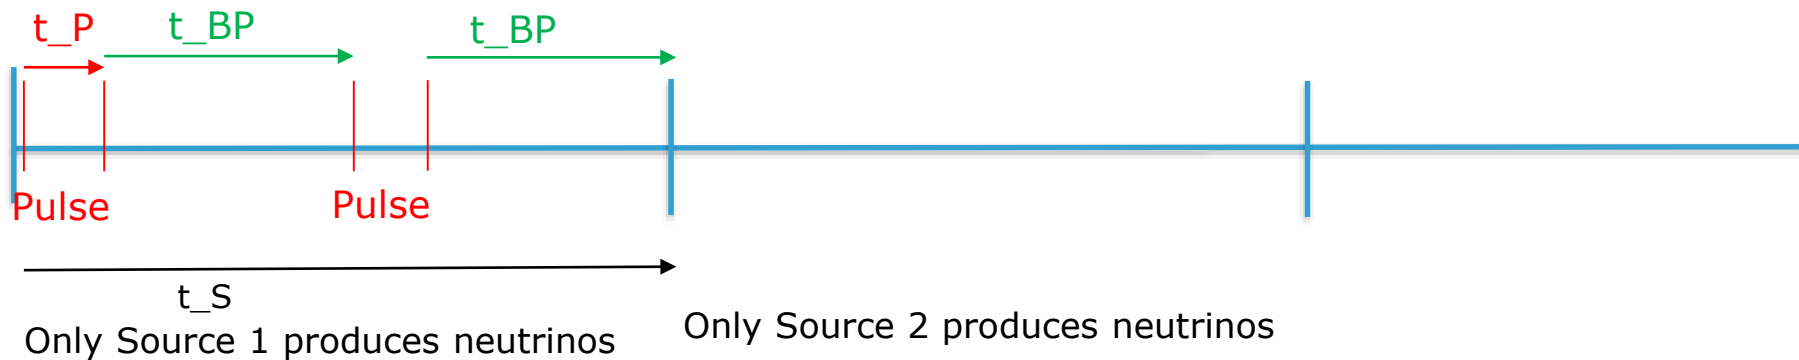 t_P
t_BP
t_BP
Pulse
Pulse
t_S
Only Source 1 produces neutrinos
Only Source 2 produces neutrinos